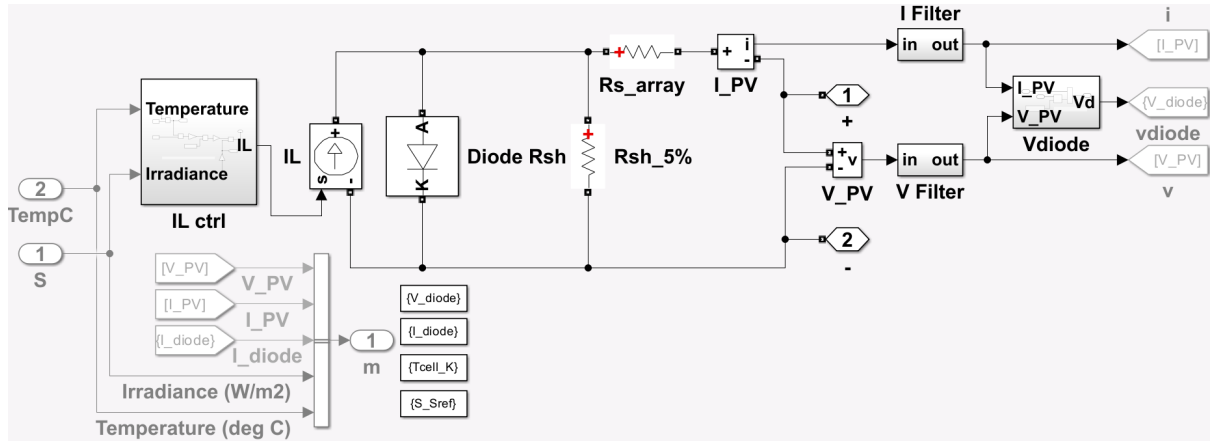 I Filter
i
in out
[I_PV]
+
i
-
Rs_array
I_PV
I_PV
V_PV
Vd
{V_diode}
Vdiode
vdiode
1
+
Temperature
Irradiance
IL
IL ctrl
IL
+
s
-
A
K
Diode Rsh
+
Rsh_5%
+
-
v
V_PV
in out
V Filter
[V_PV]
v
2
TempC
1
S
2
-
[V_PV]
V_PV
[I_PV]
I_PV
{I_diode}
I_diode
Irradiance (W/m2)
Temperature (deg C)
1
m
{V_diode}
{I_diode}
{Tcell_K}
{S_Sref}